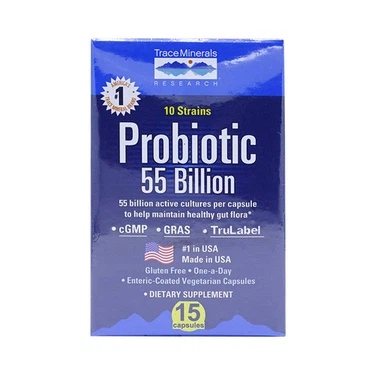 TraceMinerals
RESEARCH
1
10 Strains
Probiotic
55 Billion
55 billion active cultures per capsule
to help maintain healthy gut flora*
• cGMP • GRAS • TruLabel
#1 in USA
Made in USA
Gluten Free • One-a-Day
• Enteric-Coated Vegetarian Capsules
• DIETARY SUPPLEMENT
15
capsules